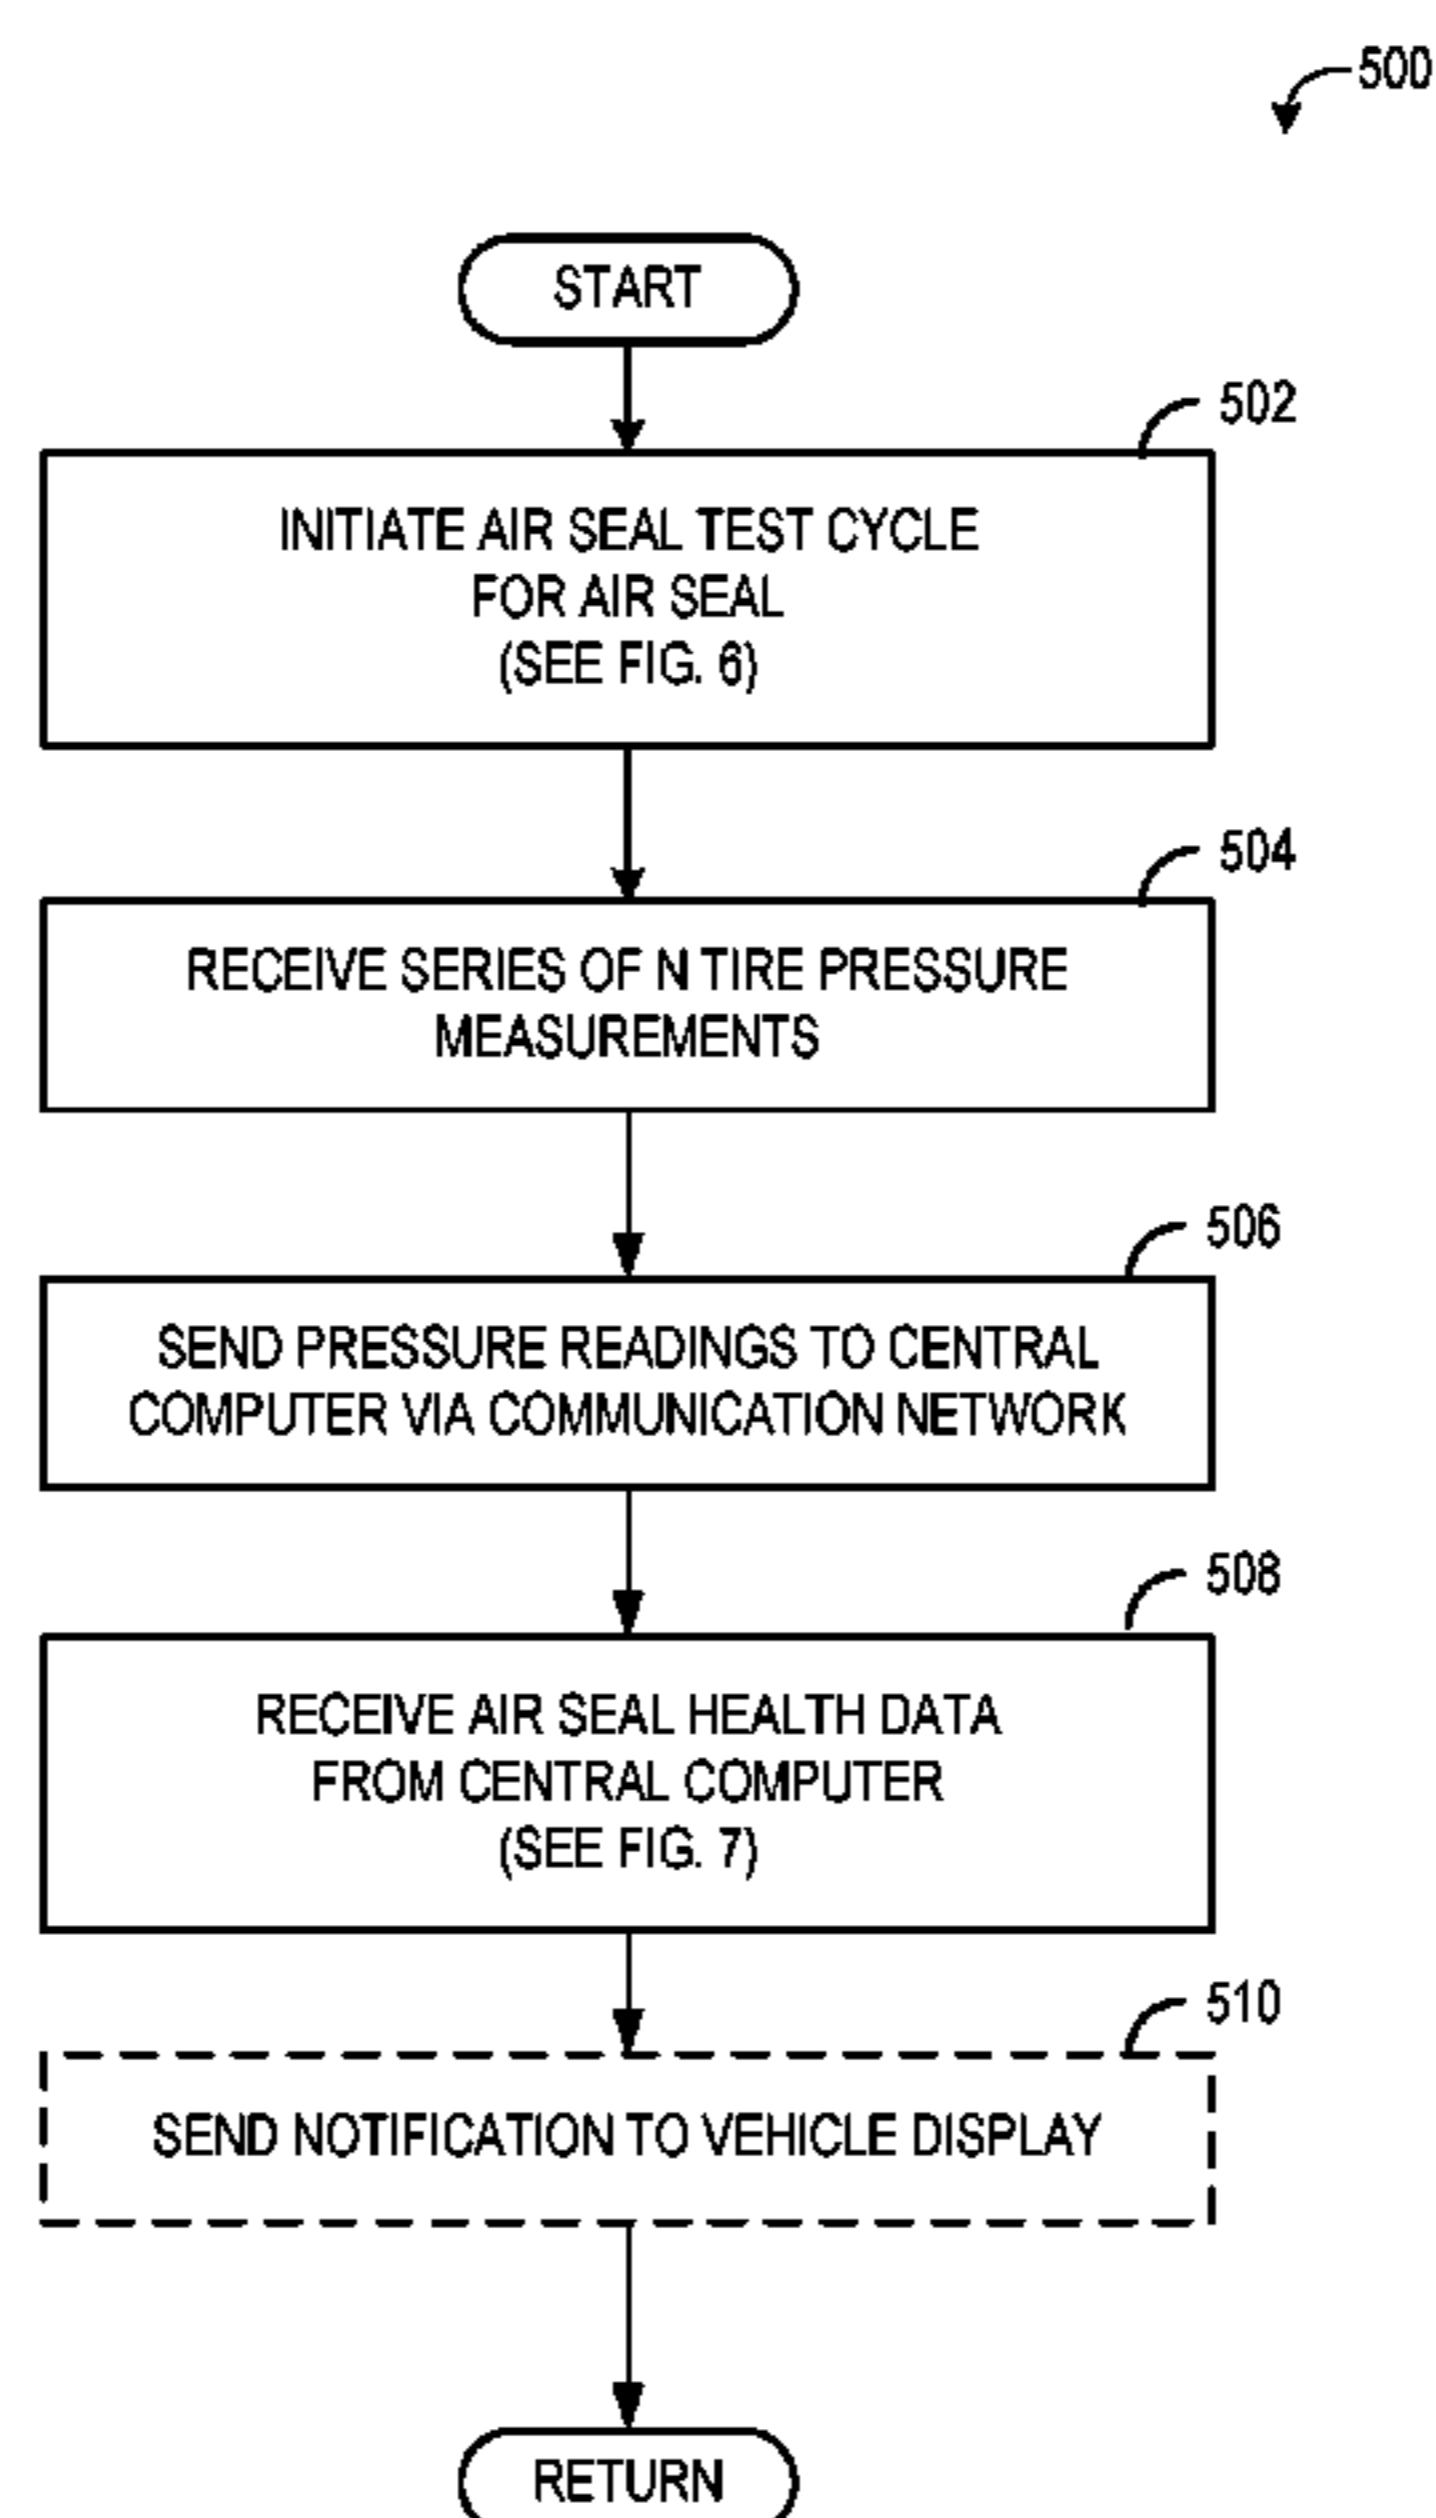 500
START
502
INITIATE AIR SEAL TEST CYCLE
FOR AIR SEAL
(SEE FIG. 6)
504
RECEIVE SERIES OF N TIRE PRESSURE
MEASUREMENTS
506
SEND PRESSURE READINGS TO CENTRAL
COMPUTER VIA COMMUNICATION NETWORK
508
RECEIVE AIR SEAL HEALTH DATA
FROM CENTRAL COMPUTER
(SEE FIG. 7)
510
SEND NOTIFICATION TO VEHICLE DISPLAY
RETURN